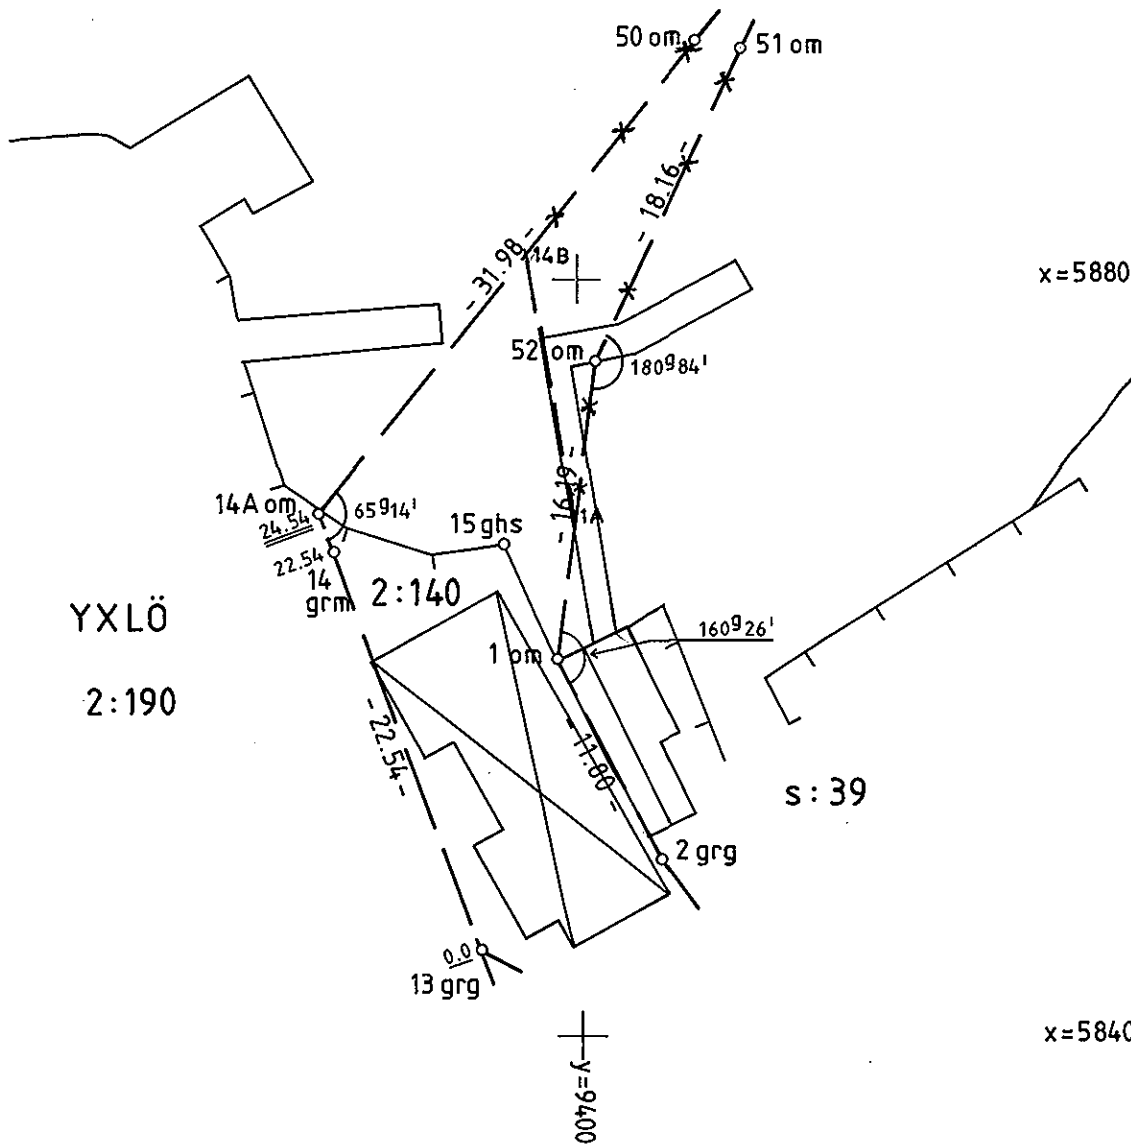 50 om
51 om
- 18.16 -
- 31.98 -
14B
x=5880
52 om
180g84'
- 16.19 -
1A
14A om
65g14'
24.54
15 ghs
22.54
14
grm
2:140
YXLÖ
1 om
160g26'
2:190
- 22.54 -
- 11.80 -
s:39
2 grg
0.0
13 grg
x=5840
y=9400